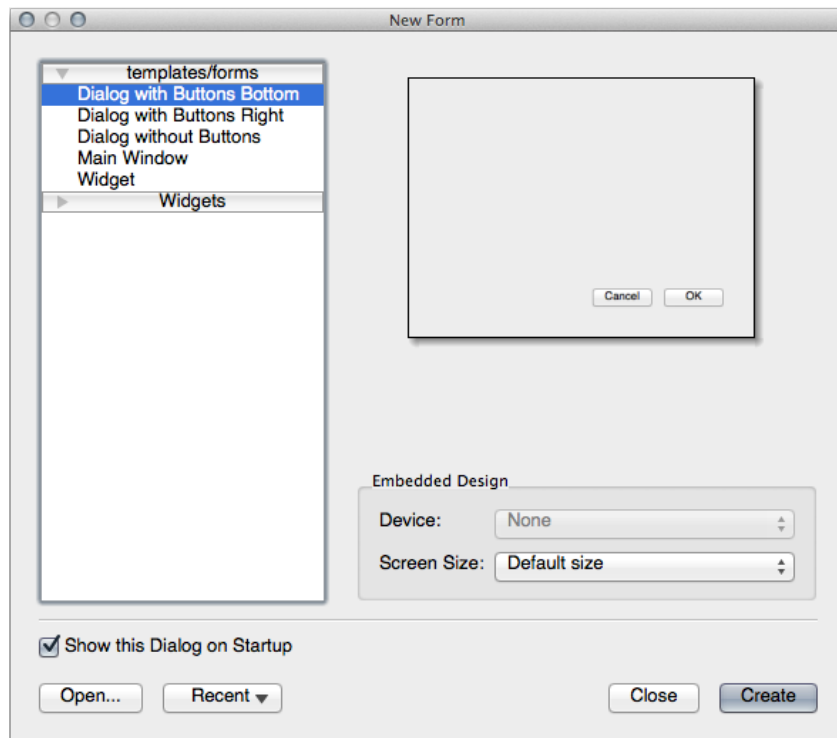 New Form
templates/forms
Dialog with Buttons Bottom
Dialog with Buttons Right
Dialog without Buttons
Main Window
Widget
Widgets
Cancel OK
Embedded Design
Device: None
Screen Size: Default size
Show this Dialog on Startup
Open... Recent Close Create